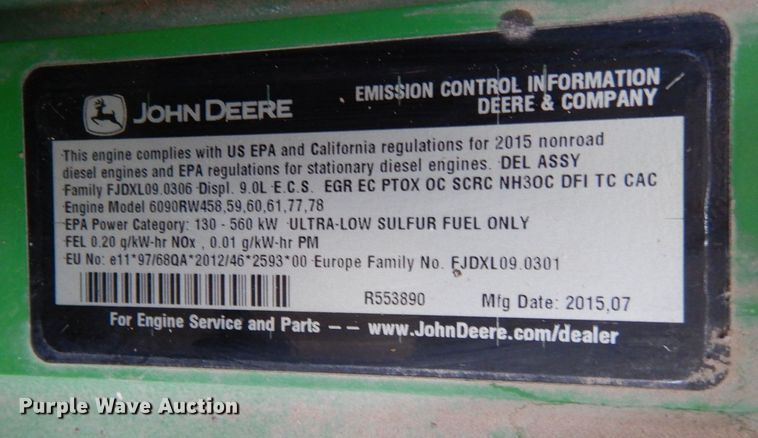 JOHN DEERE
EMISSION CONTROL INFORMATION
DEERE & COMPANY
This engine complies with US EPA and California regulations for 2015 nonroad
diesel engines and EPA regulations for stationary diesel engines. DEL ASSY
Family FJDXL09.0306 Displ. 9.0L E.C.S. EGR EC PTOX OC SCRC NH3OC DFI TC CAC
Engine Model 6090RW458,59,60,61,77,78
EPA Power Category: 130 - 560 kW ULTRA-LOW SULFUR FUEL ONLY
FEL 0.20 g/kW-hr NOx , 0.01 g/kW-hr PM
EU No: e11*97/68QA*2012/46*2593*00 Europe Family No. FJDXL09.0301
R553890 Mfg Date: 2015,07
For Engine Service and Parts -- www.JohnDeere.com/dealer
Purple Wave Auction